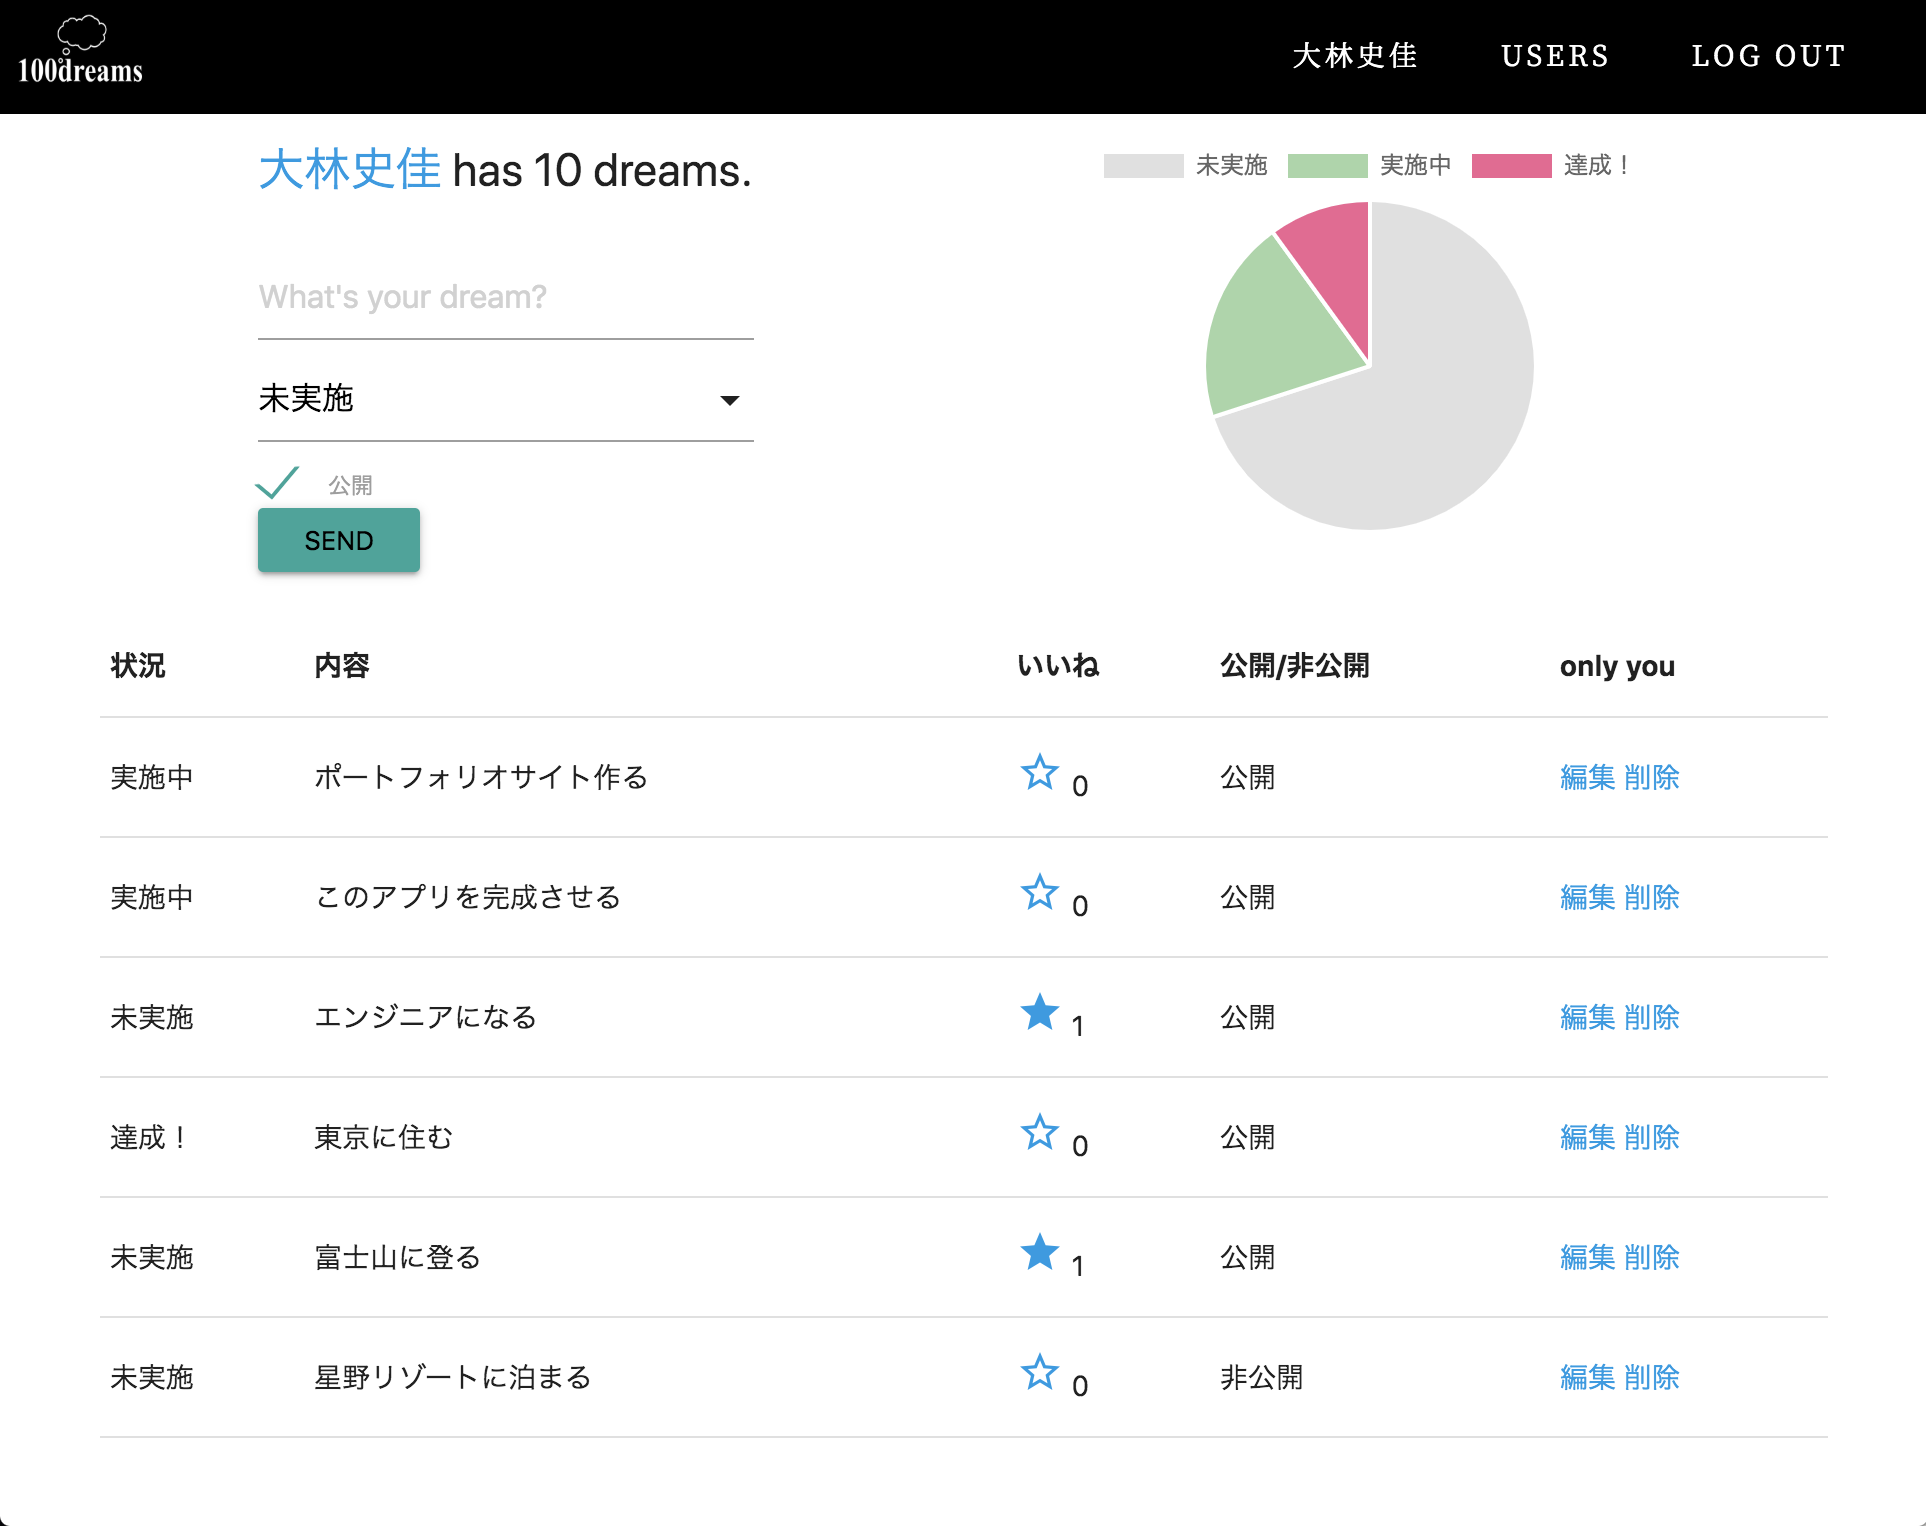 100dreams
大林史佳 USERS LOG OUT
大林史佳 has 10 dreams.
未実施 実施中 達成！
What's your dream?
未実施
公開
SEND
状況 内容 いいね 公開/非公開 only you
実施中 ポートフォリオサイト作る 0 公開 編集 削除
実施中 このアプリを完成させる 0 公開 編集 削除
未実施 エンジニアになる 1 公開 編集 削除
達成！ 東京に住む 0 公開 編集 削除
未実施 富士山に登る 1 公開 編集 削除
未実施 星野リゾートに泊まる 0 非公開 編集 削除